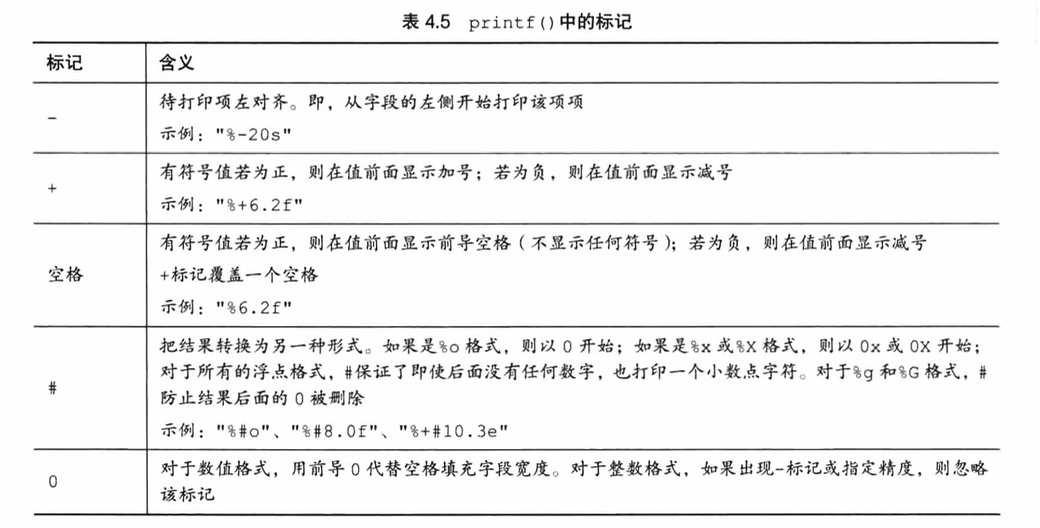 表 4.5 printf()中的标记
标记 含义
- 待打印项左对齐。即，从字段的左侧开始打印该项项
示例："%-20s"
+ 有符号值若为正，则在值前面显示加号；若为负，则在值前面显示减号
示例："%+6.2f"
空格 有符号值若为正，则在值前面显示前导空格（不显示任何符号）；若为负，则在值前面显示减号
+标记覆盖一个空格
示例："%6.2f"
# 把结果转换为另一种形式。如果是%o 格式，则以 0 开始；如果是%x 或%X 格式，则以 0x 或 0X 开始；
对于所有的浮点格式，#保证了即使后面没有任何数字，也打印一个小数点字符。对于%g 和%G 格式，#
防止结果后面的 0 被删除
示例："%#o"、"%#8.0f"、"%+#10.3e"
0 对于数值格式，用前导 0 代替空格填充字段宽度。对于整数格式，如果出现-标记或指定精度，则忽略
该标记